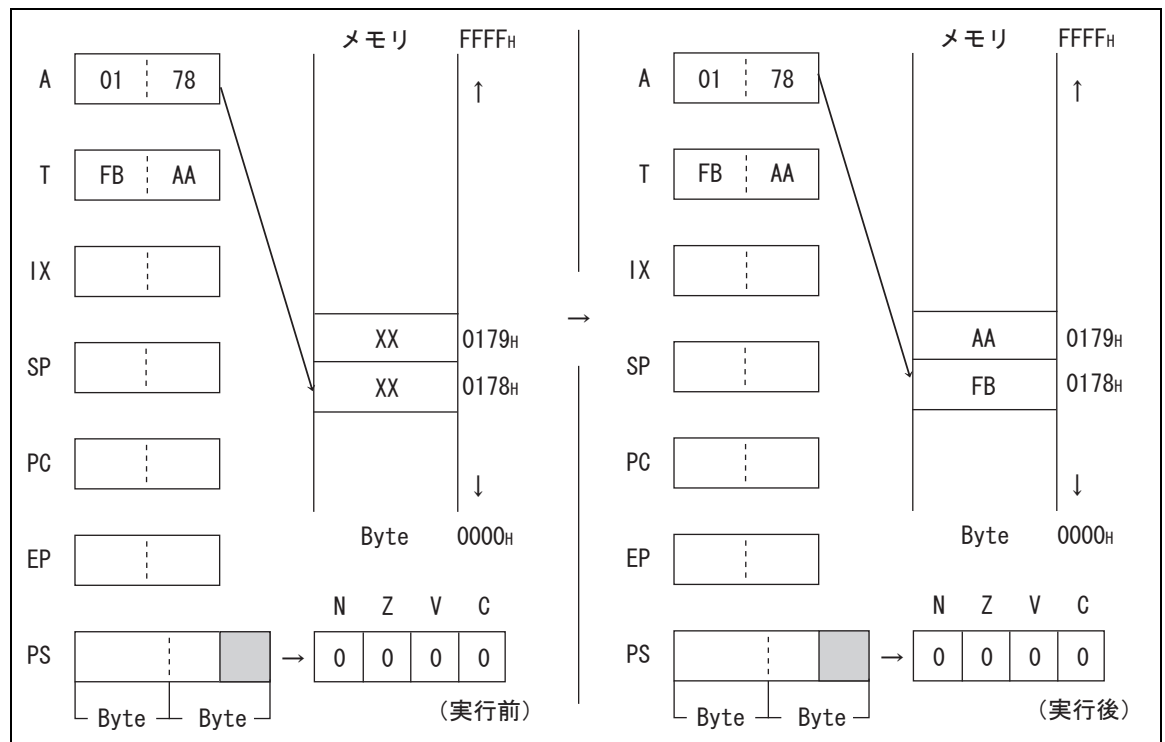 メモリ FFFFH
A 01 78
↑
T FB AA
IX
XX 0179H
SP
XX 0178H
PC
↓
Byte 0000H
EP
N Z V C
PS → 0 0 0 0
Byte Byte (実行前)
→
メモリ FFFFH
A 01 78
↑
T FB AA
IX
AA 0179H
SP
FB 0178H
PC
↓
Byte 0000H
EP
N Z V C
PS → 0 0 0 0
Byte Byte (実行後)